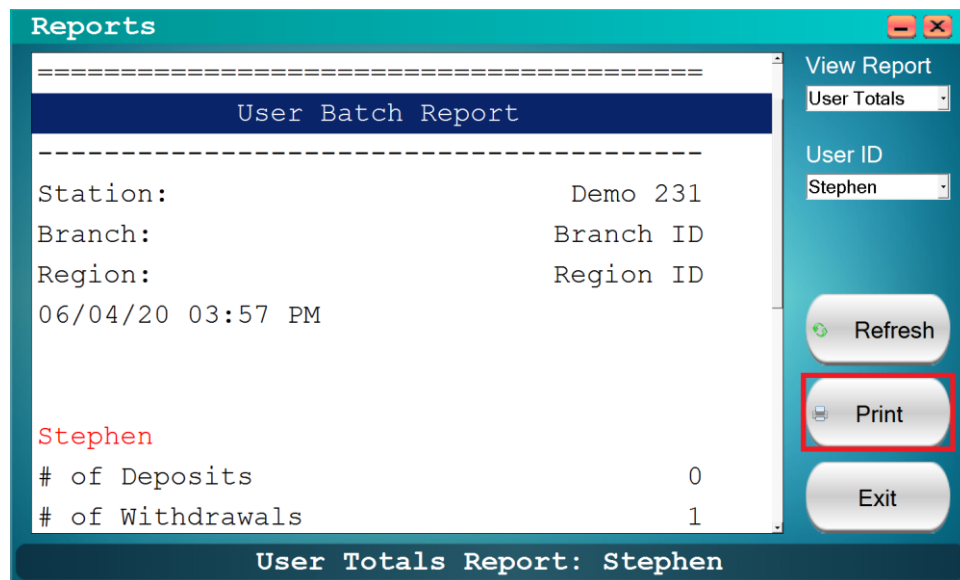 Reports
========================================
User Batch Report
----------------------------------------
Station: Demo 231
Branch: Branch ID
Region: Region ID
06/04/20 03:57 PM
Stephen
# of Deposits 0
# of Withdrawals 1
View Report
User Totals
User ID
Stephen
Refresh
Print
Exit
User Totals Report: Stephen